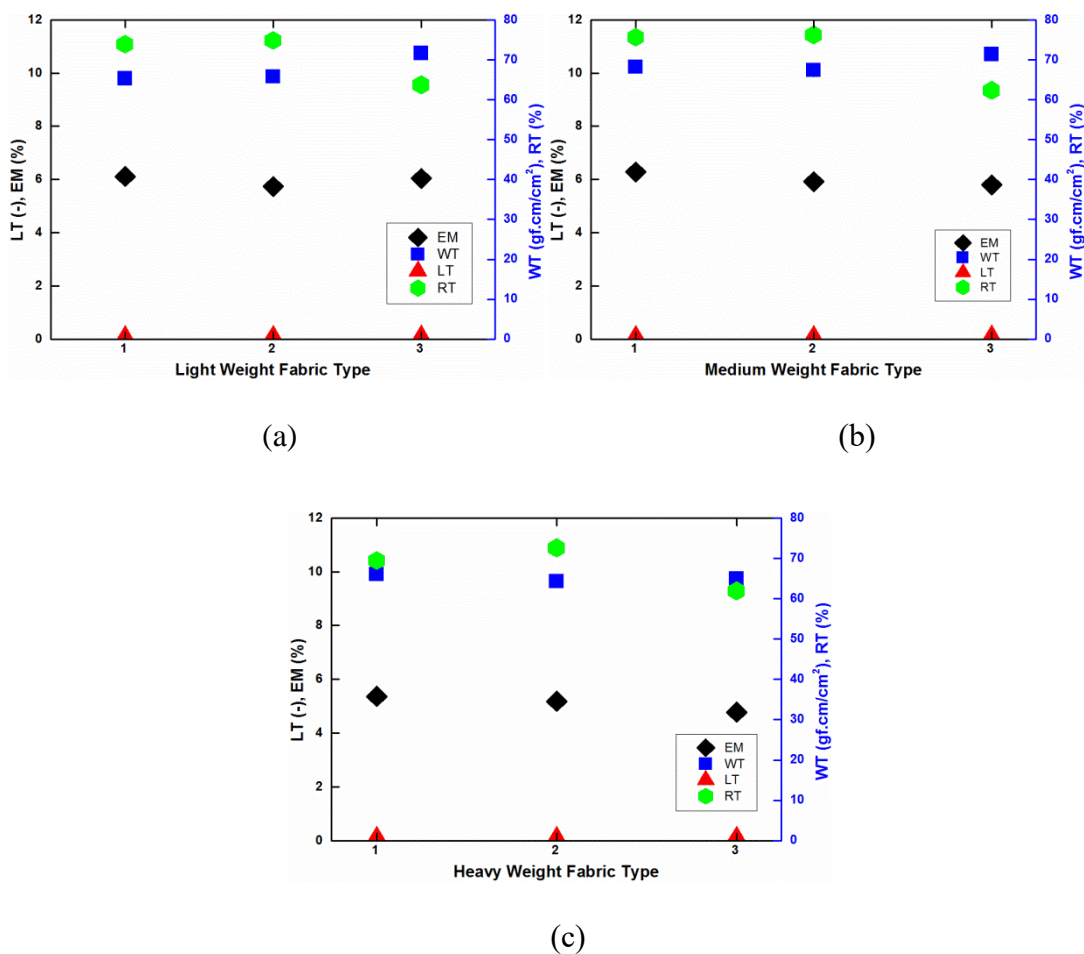 12
10
8
6
4
2
0
LT (-), EM (%)
80
70
60
50
40
30
20
10
0
WT (gf.cm/cm²), RT (%)
EM
WT
LT
RT
1 2 3
Light Weight Fabric Type
(a)
12
10
8
6
4
2
0
LT (-), EM (%)
80
70
60
50
40
30
20
10
0
WT (gf.cm/cm²), RT (%)
EM
WT
LT
RT
1 2 3
Medium Weight Fabric Type
(b)
12
10
8
6
4
2
0
LT (-), EM (%)
80
70
60
50
40
30
20
10
0
WT (gf.cm/cm²), RT (%)
EM
WT
LT
RT
1 2 3
Heavy Weight Fabric Type
(c)